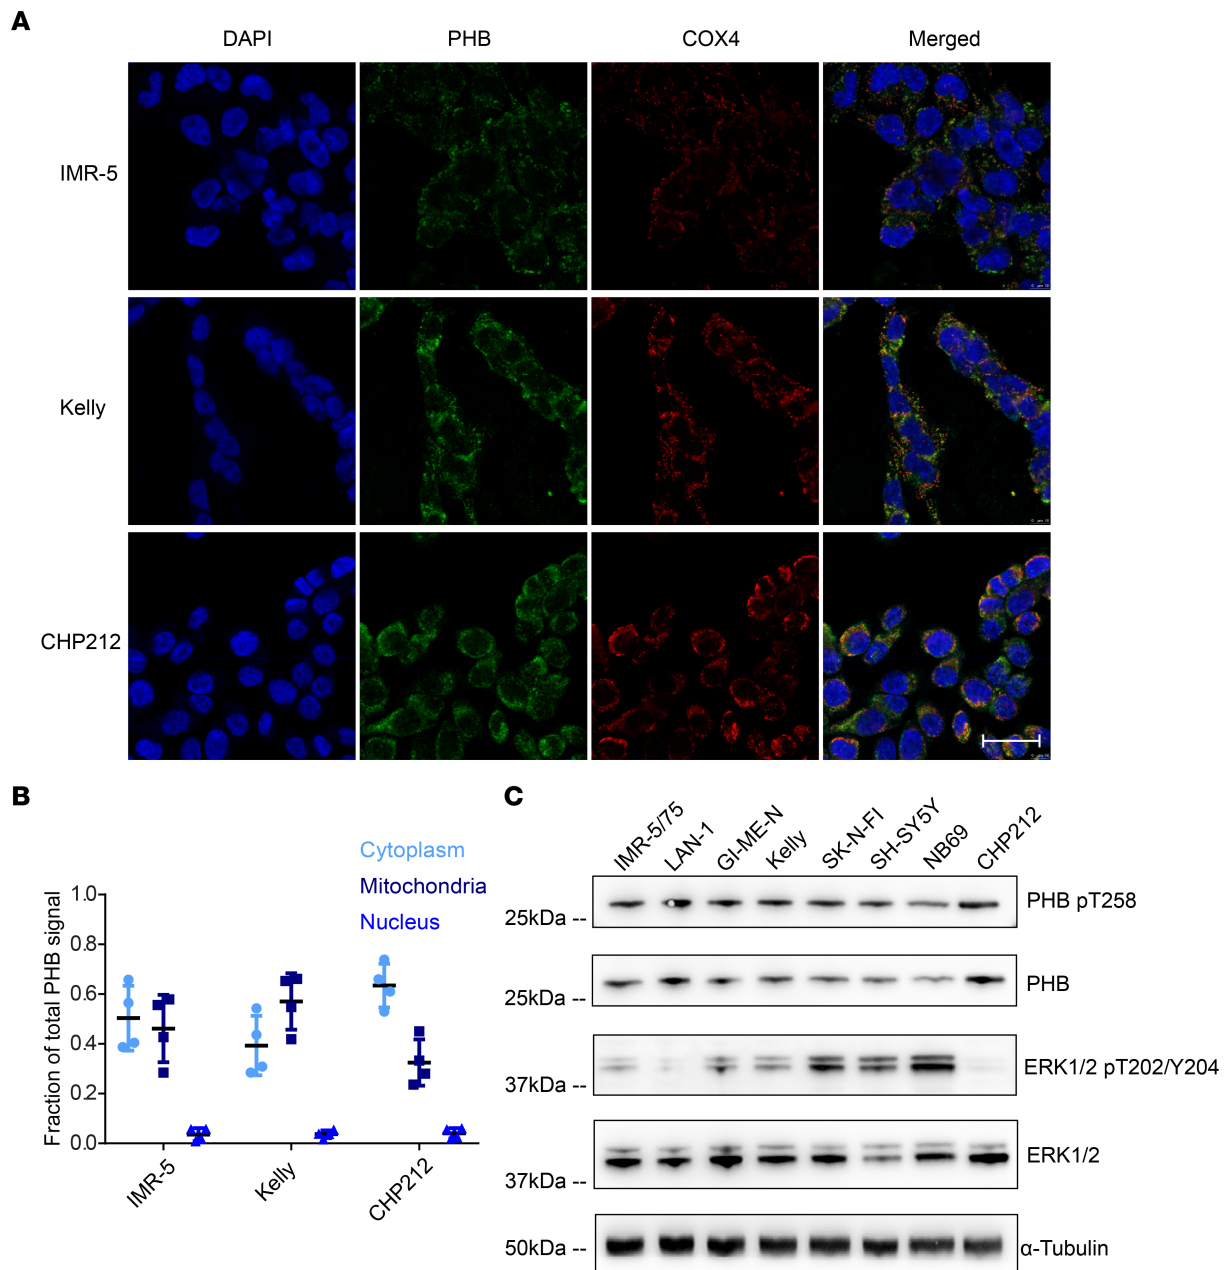 A
DAPI PHB COX4 Merged
IMR-5
Kelly
CHP212
B
Cytoplasm
Mitochondria
Nucleus
Fraction of total PHB signal
1.0
0.8
0.6
0.4
0.2
0.0
IMR-5 Kelly CHP212
C
IMR-5/75 LAN-1 GI-ME-N Kelly SK-N-FI SH-SY5Y NB69 CHP212
25kDa -- PHB pT258
25kDa -- PHB
37kDa -- ERK1/2 pT202/Y204
37kDa -- ERK1/2
50kDa -- α-Tubulin